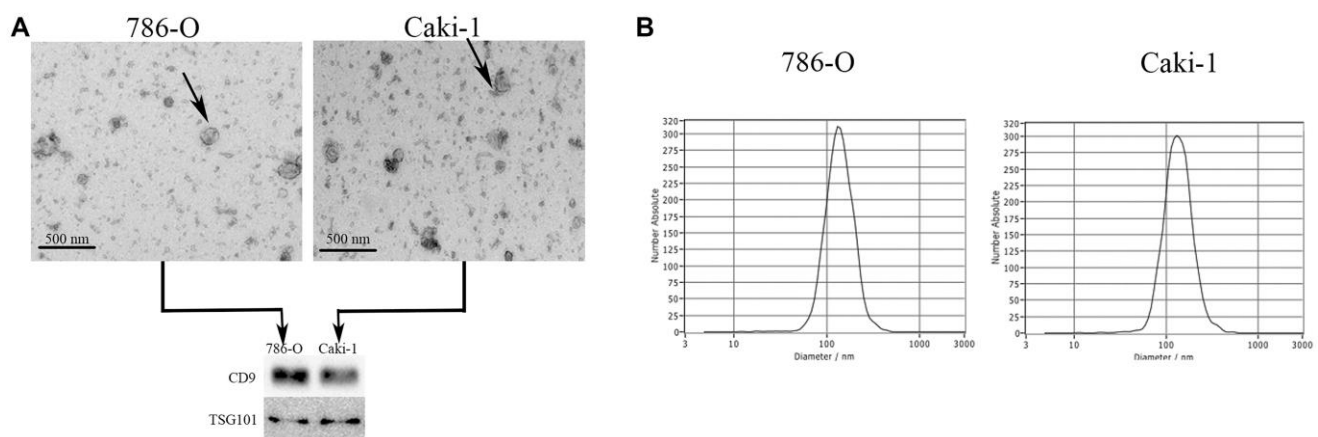 A
786-O
Caki-1
500 nm
500 nm
786-O Caki-1
CD9
TSG101
B
786-O
Caki-1
Number Absolute
320
300
275
250
225
200
175
150
125
100
75
50
25
0
3 10 100 1000 3000
Diameter / nm
Number Absolute
320
300
275
250
225
200
175
150
125
100
75
50
25
0
3 10 100 1000 3000
Diameter / nm